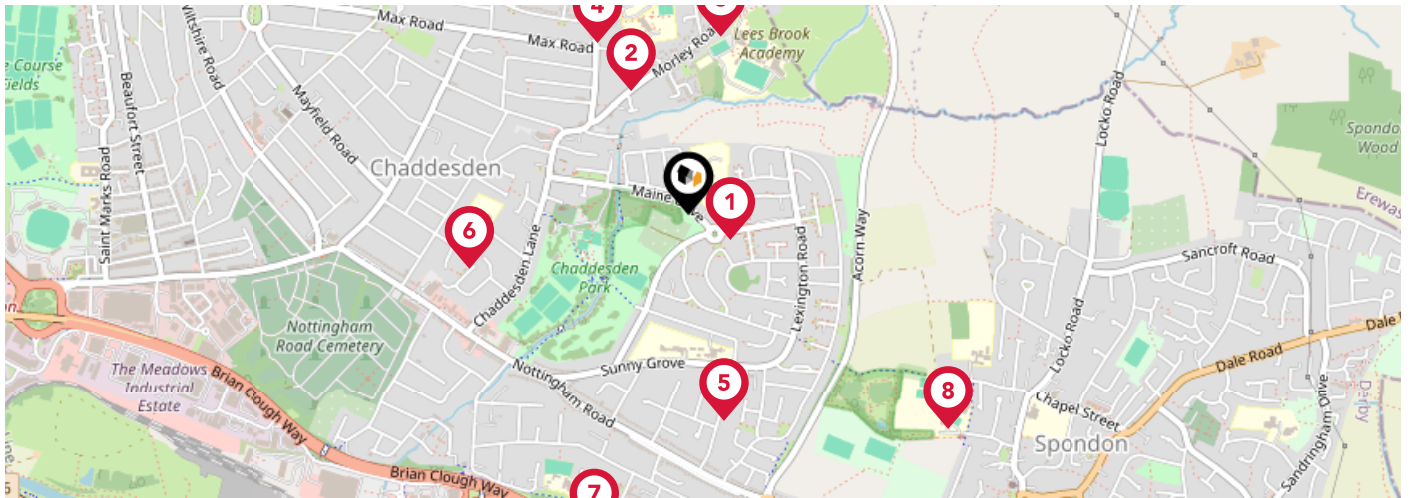 Max Road
Max Road
4
2
Morley Road
Lees Brook
Academy
Wiltshire Road
Beaufort Street
Mayfield Road
Saint Marks Road
e Course
Fields
Chaddesden
Maine
1
6
Chaddesden Lane
Chaddesden
Park
Lexington Road
Acorn Way
Locko Road
Spondon
Wood
Erewas
Sancroft Road
Nottingham
Road Cemetery
The Meadows
Industrial
Estate
Brian Clough Way
Nottingham Road
Sunny Grove
5
8
Locko Road
Dale Road
Dale
Chapel Street
Spondon
Sandringham Drive
Derby
Brian Clough Way
7